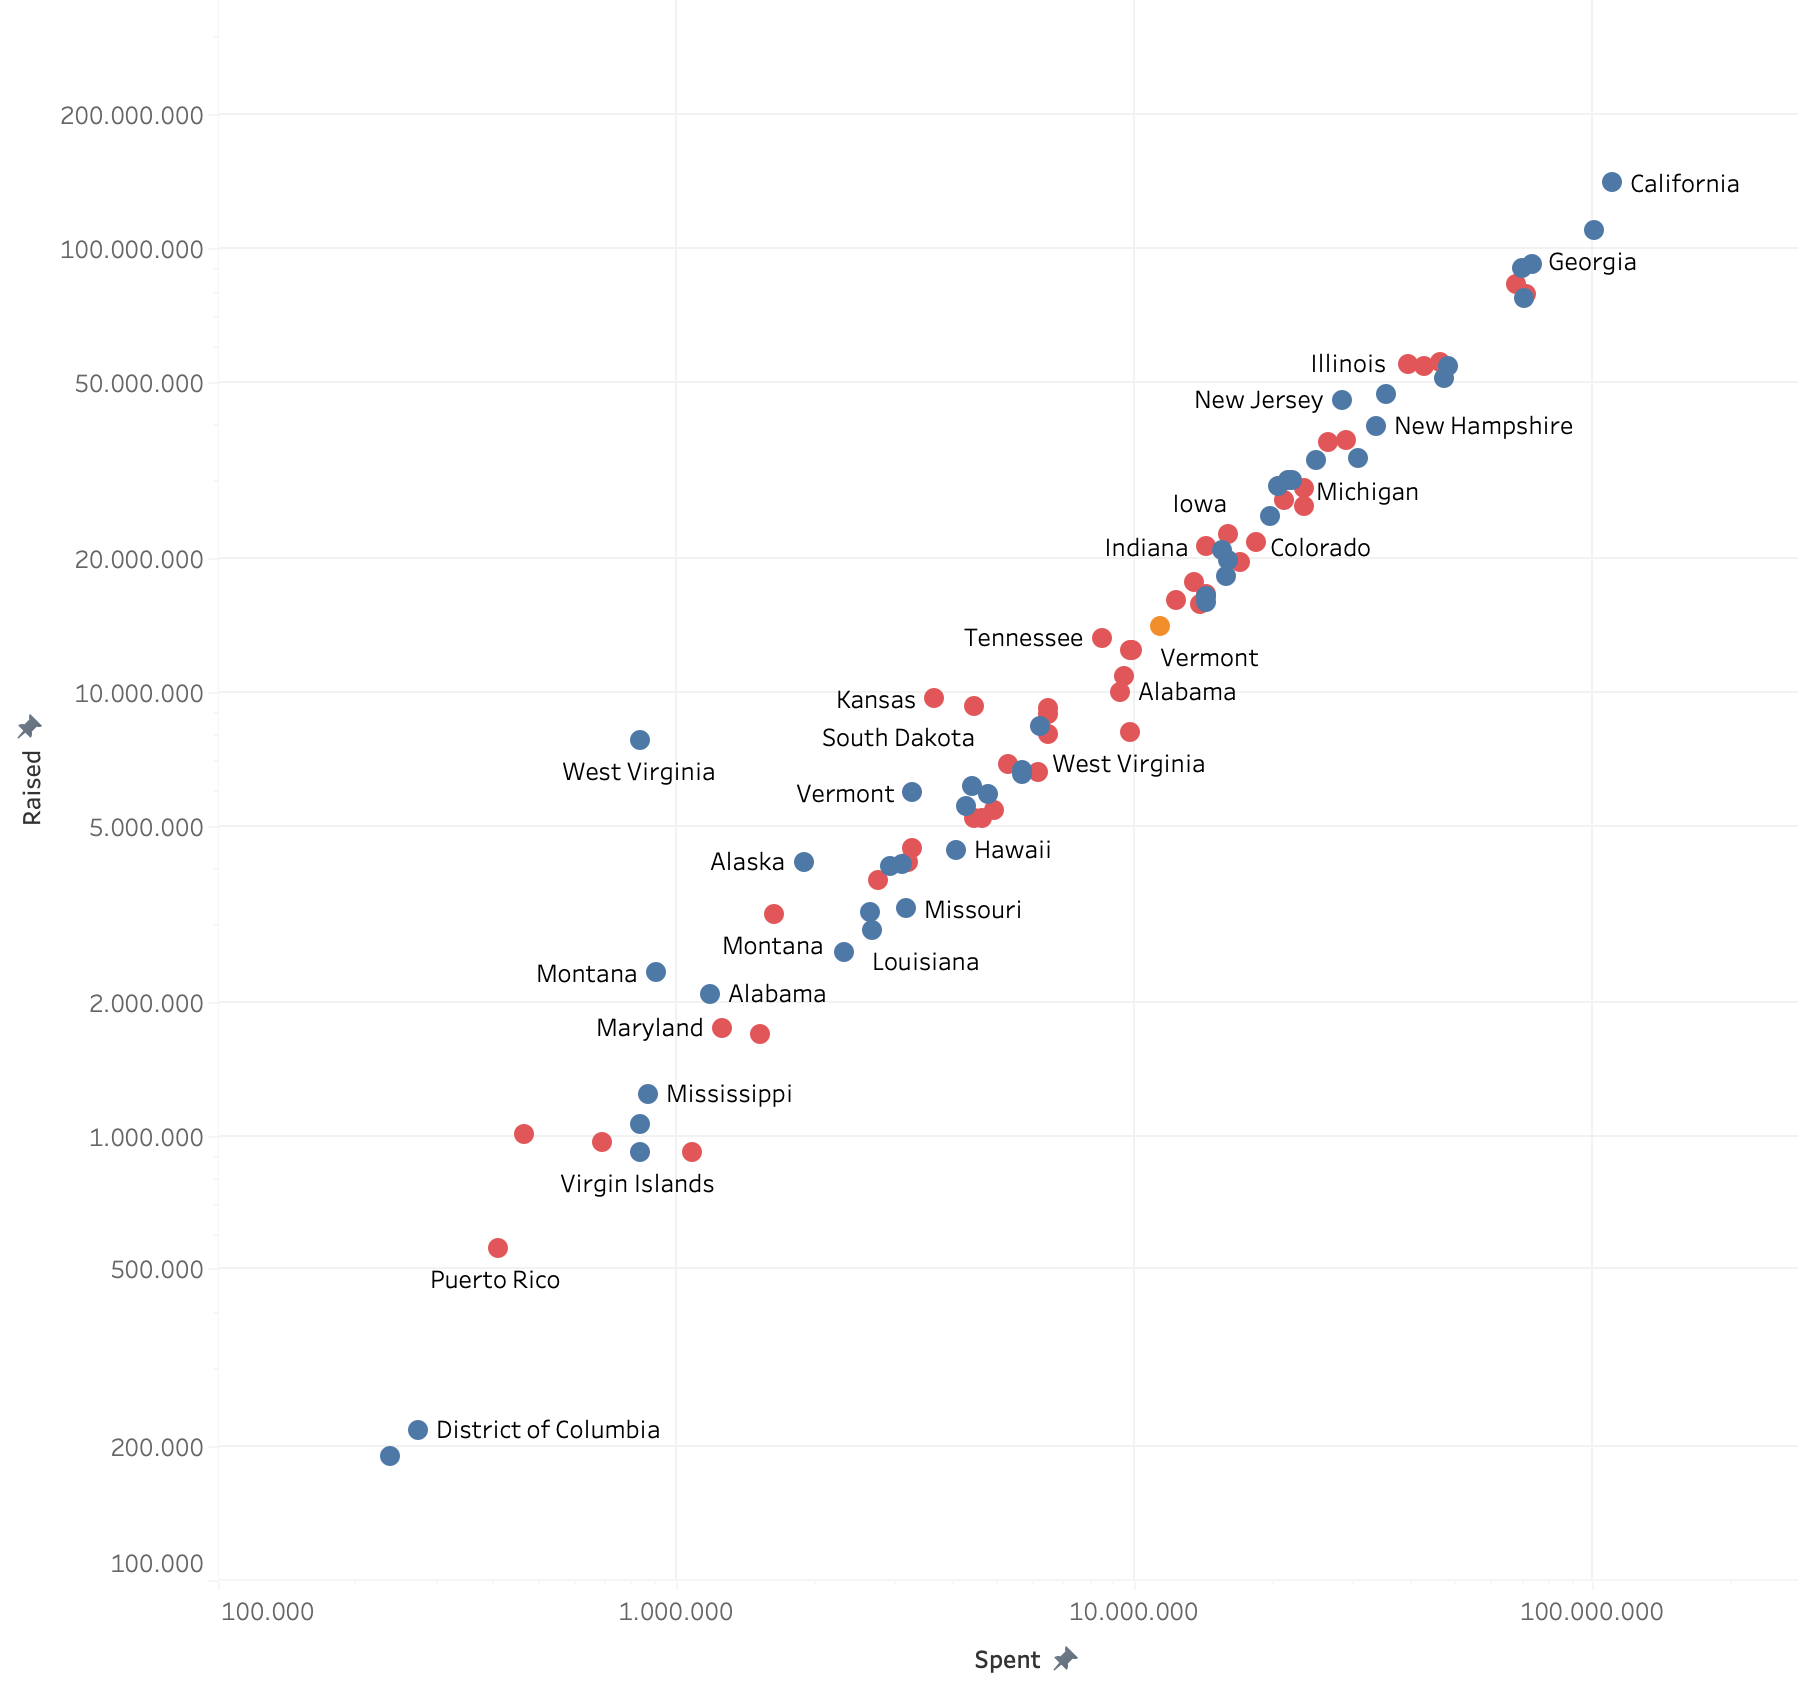 200.000.000
California
100.000.000
Georgia
Illinois
50.000.000
New Jersey
New Hampshire
Michigan
Iowa
Indiana
Colorado
20.000.000
Tennessee
Vermont
10.000.000
Alabama
Kansas
South Dakota
West Virginia
West Virginia
Vermont
5.000.000
Hawaii
Alaska
Missouri
Montana
Louisiana
Montana
Alabama
2.000.000
Maryland
Mississippi
1.000.000
Virgin Islands
500.000
Puerto Rico
District of Columbia
200.000
100.000
Raised
100.000
1.000.000
10.000.000
100.000.000
Spent